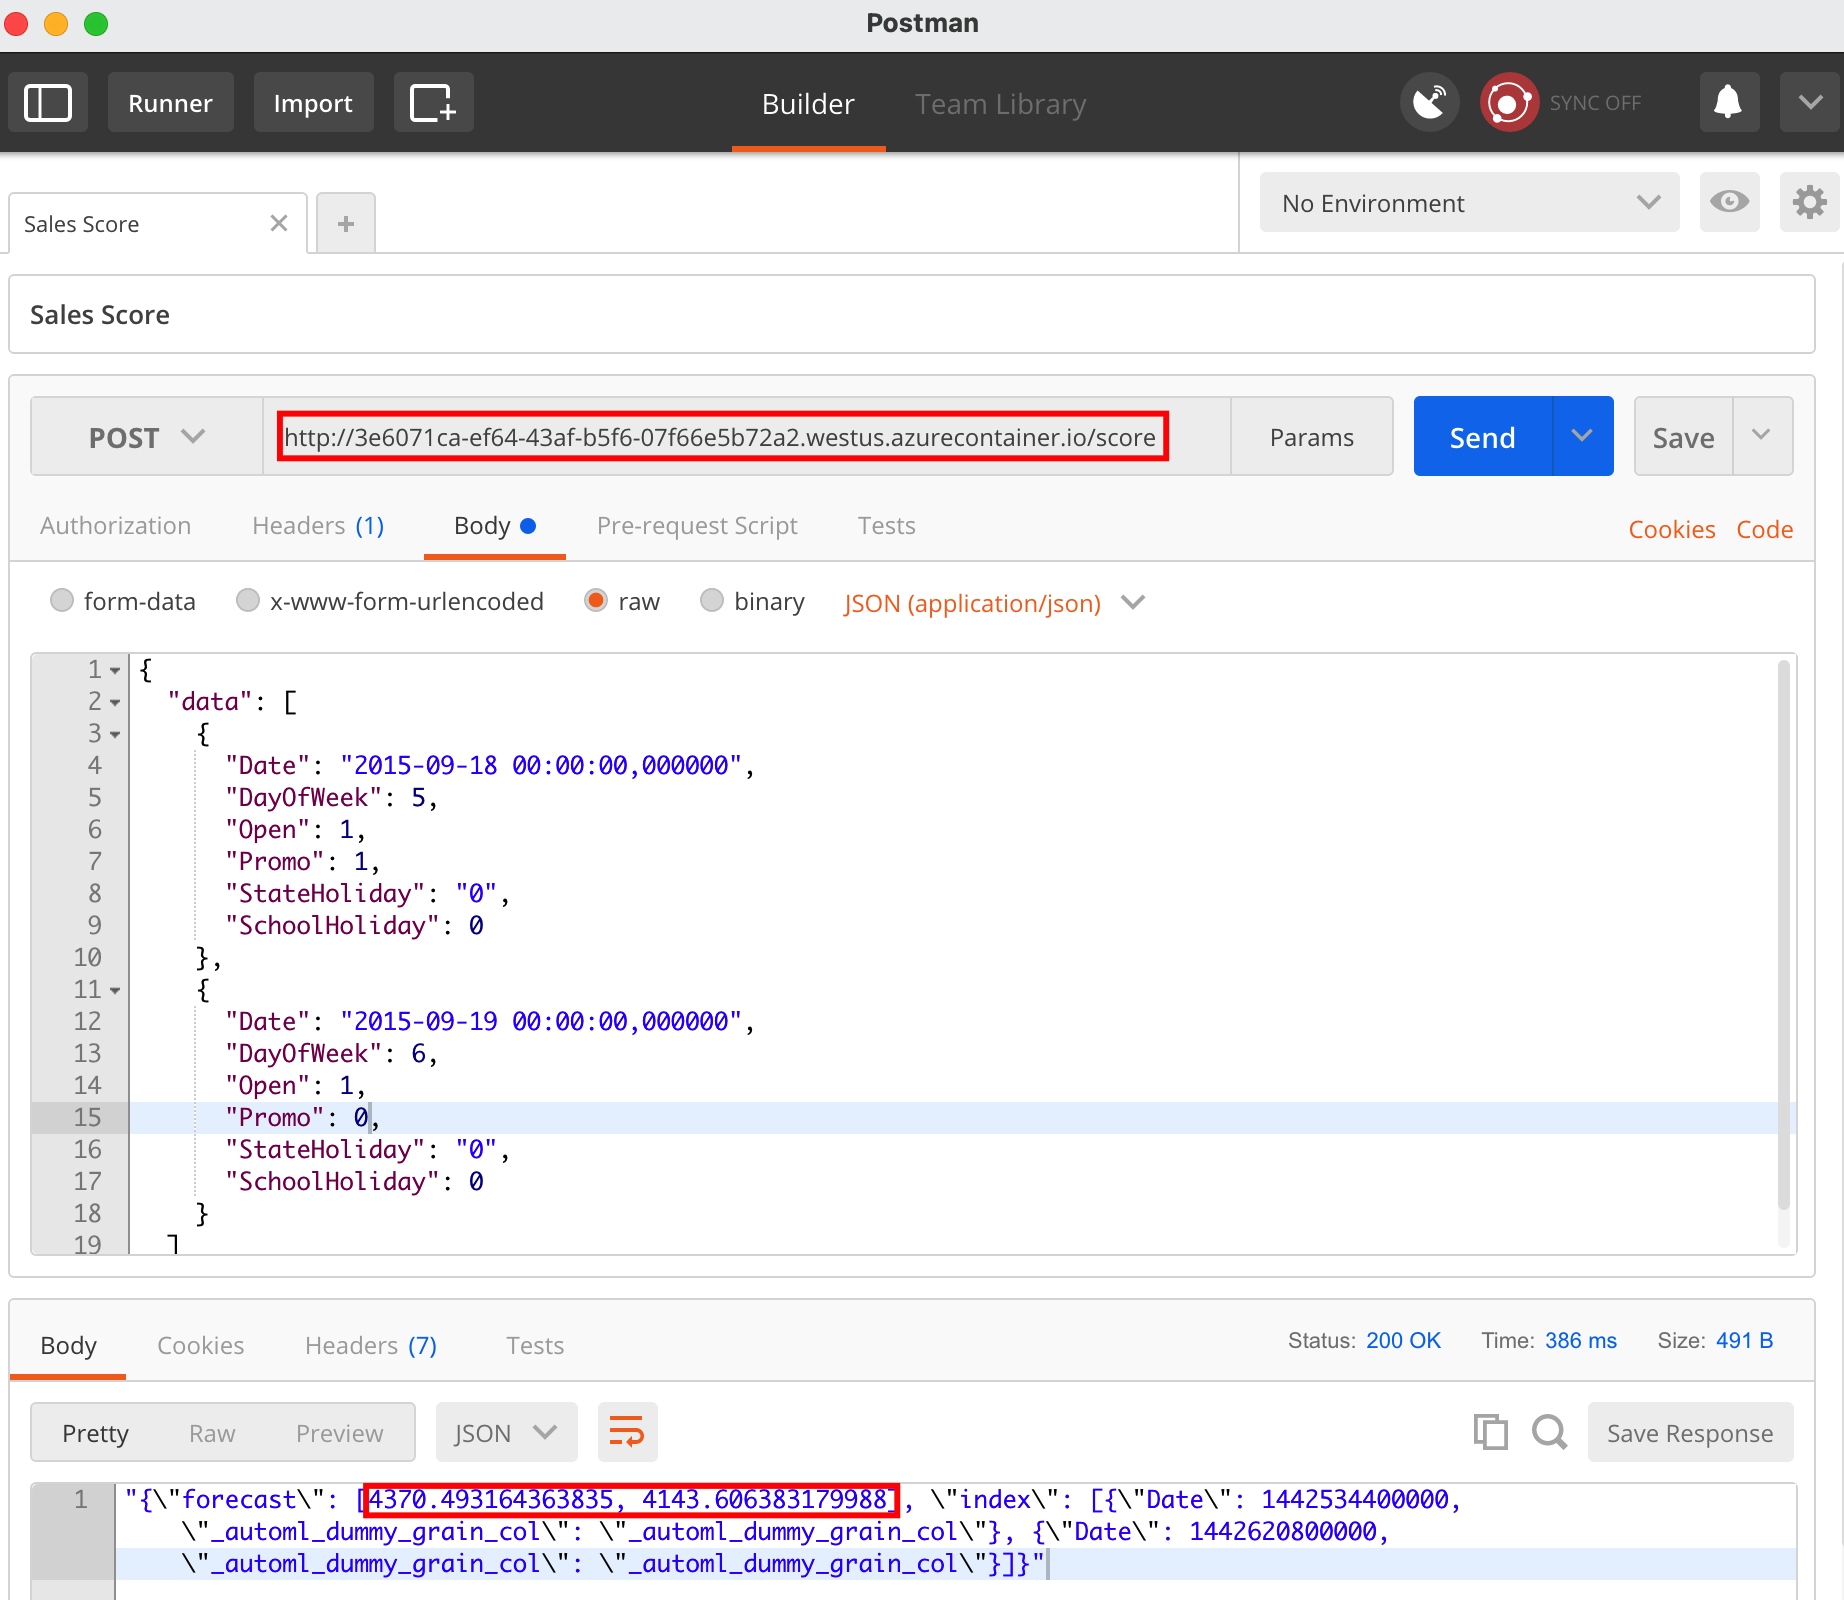 Postman
Runner
Import
Builder
Team Library
SYNC OFF
Sales Score
No Environment
Sales Score
POST
http://3e6071ca-ef64-43af-b5f6-07f66e5b72a2.westus.azurecontainer.io/score
Params
Send
Save
Authorization
Headers (1)
Body
Pre-request Script
Tests
Cookies
Code
form-data
x-www-form-urlencoded
raw
binary
JSON (application/json)
1 {
2 "data": [
3 {
4 "Date": "2015-09-18 00:00:00,000000",
5 "DayOfWeek": 5,
6 "Open": 1,
7 "Promo": 1,
8 "StateHoliday": "0",
9 "SchoolHoliday": 0
10 },
11 {
12 "Date": "2015-09-19 00:00:00,000000",
13 "DayOfWeek": 6,
14 "Open": 1,
15 "Promo": 0,
16 "StateHoliday": "0",
17 "SchoolHoliday": 0
18 }
19 ]
Body
Cookies
Headers (7)
Tests
Status: 200 OK
Time: 386 ms
Size: 491 B
Pretty
Raw
Preview
JSON
Save Response
1 "{\"forecast\": [4370.493164363835, 4143.606383179988], \"index\": [{\"Date\": 1442534400000,
\"_automl_dummy_grain_col\": \"_automl_dummy_grain_col\"}, {\"Date\": 1442620800000,
\"_automl_dummy_grain_col\": \"_automl_dummy_grain_col\"}]}"